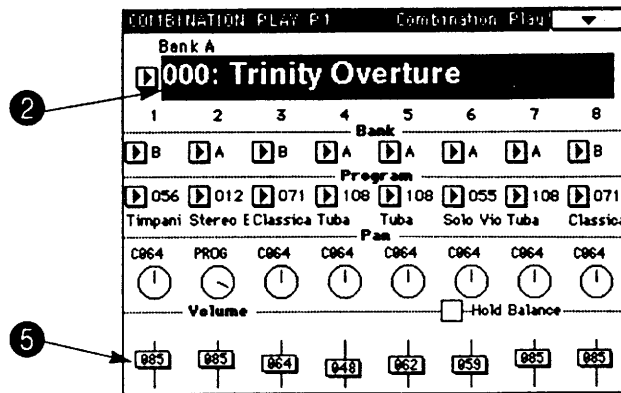 COMBINATION PLAY P1 Combination Play
Bank A
000: Trinity Overture
2
1 2 3 4 5 6 7 8
Bank
B A B A A A A B
Program
056 012 071 108 108 055 108 071
Timpani Stereo E Classica Tuba Tuba Solo Vio Tuba Classica
Pan
C064 PROG C064 C064 C064 C064 C064 C064
Volume Hold Balance
5
085 085 064 048 062 059 085 085